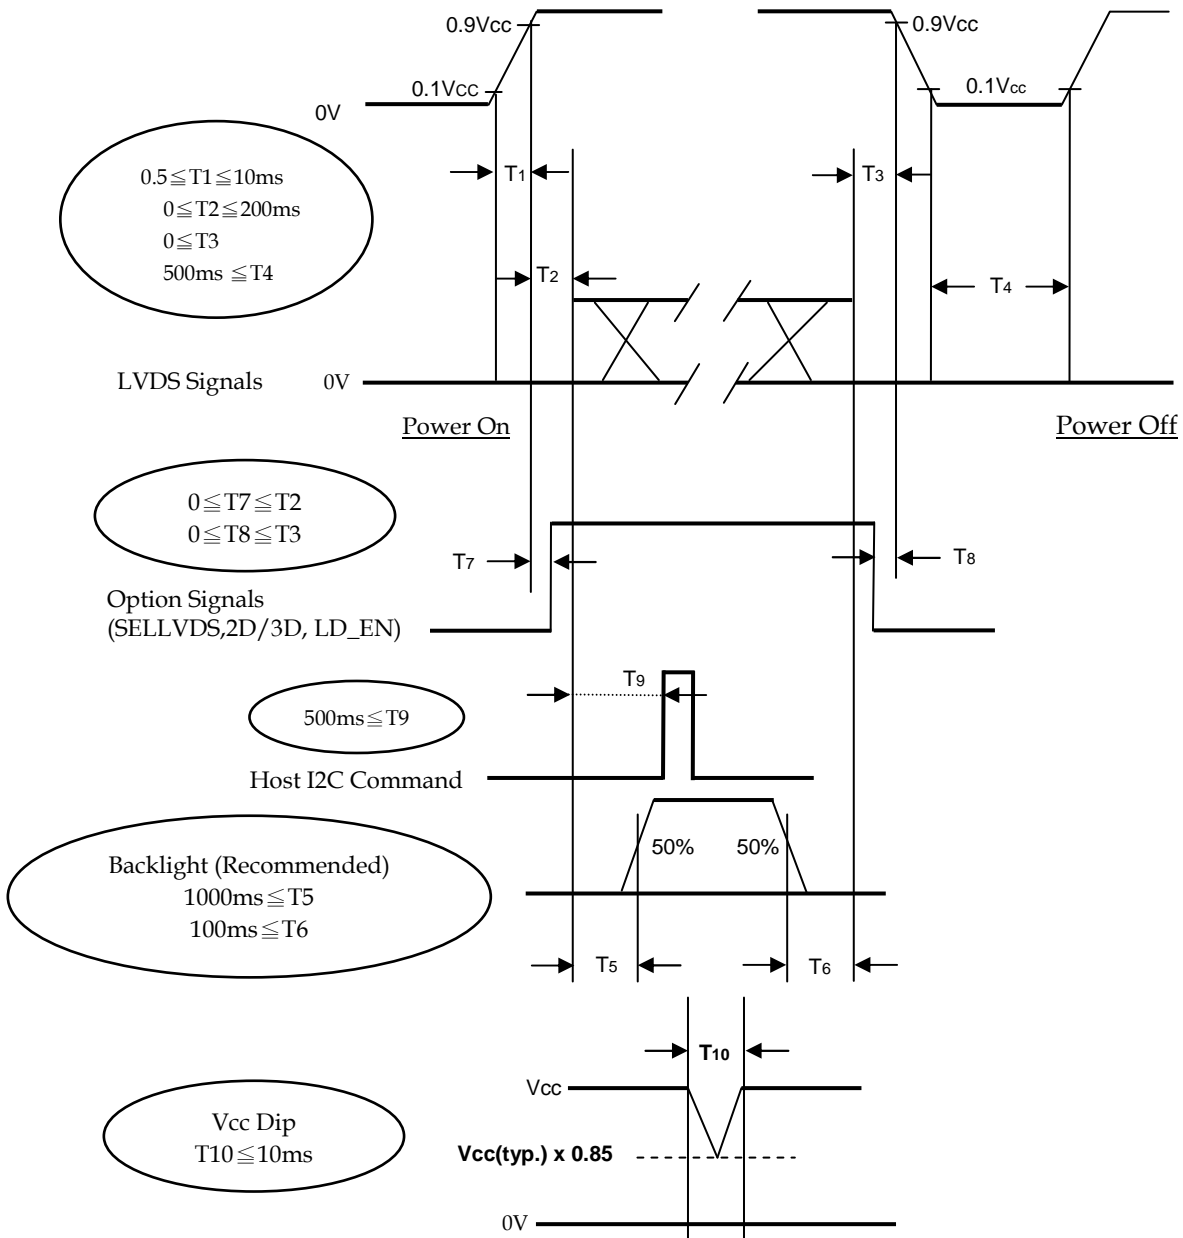 0.9Vcc
0.9Vcc
0.1VCC
0.1Vcc
0V
0.5≦T1≦10ms
0≦T2≦200ms
0≦T3
500ms ≦T4
T1
T3
T2
T4
LVDS Signals
0V
Power On
Power Off
0≦T7≦T2
0≦T8≦T3
T7
T8
Option Signals
(SELLVDS,2D/3D, LD_EN)
T9
500ms≦T9
Host I2C Command
50%
50%
Backlight (Recommended)
1000ms≦T5
100ms≦T6
T5
T6
T10
Vcc
Vcc Dip
T10≦10ms
Vcc(typ.) x 0.85
0V